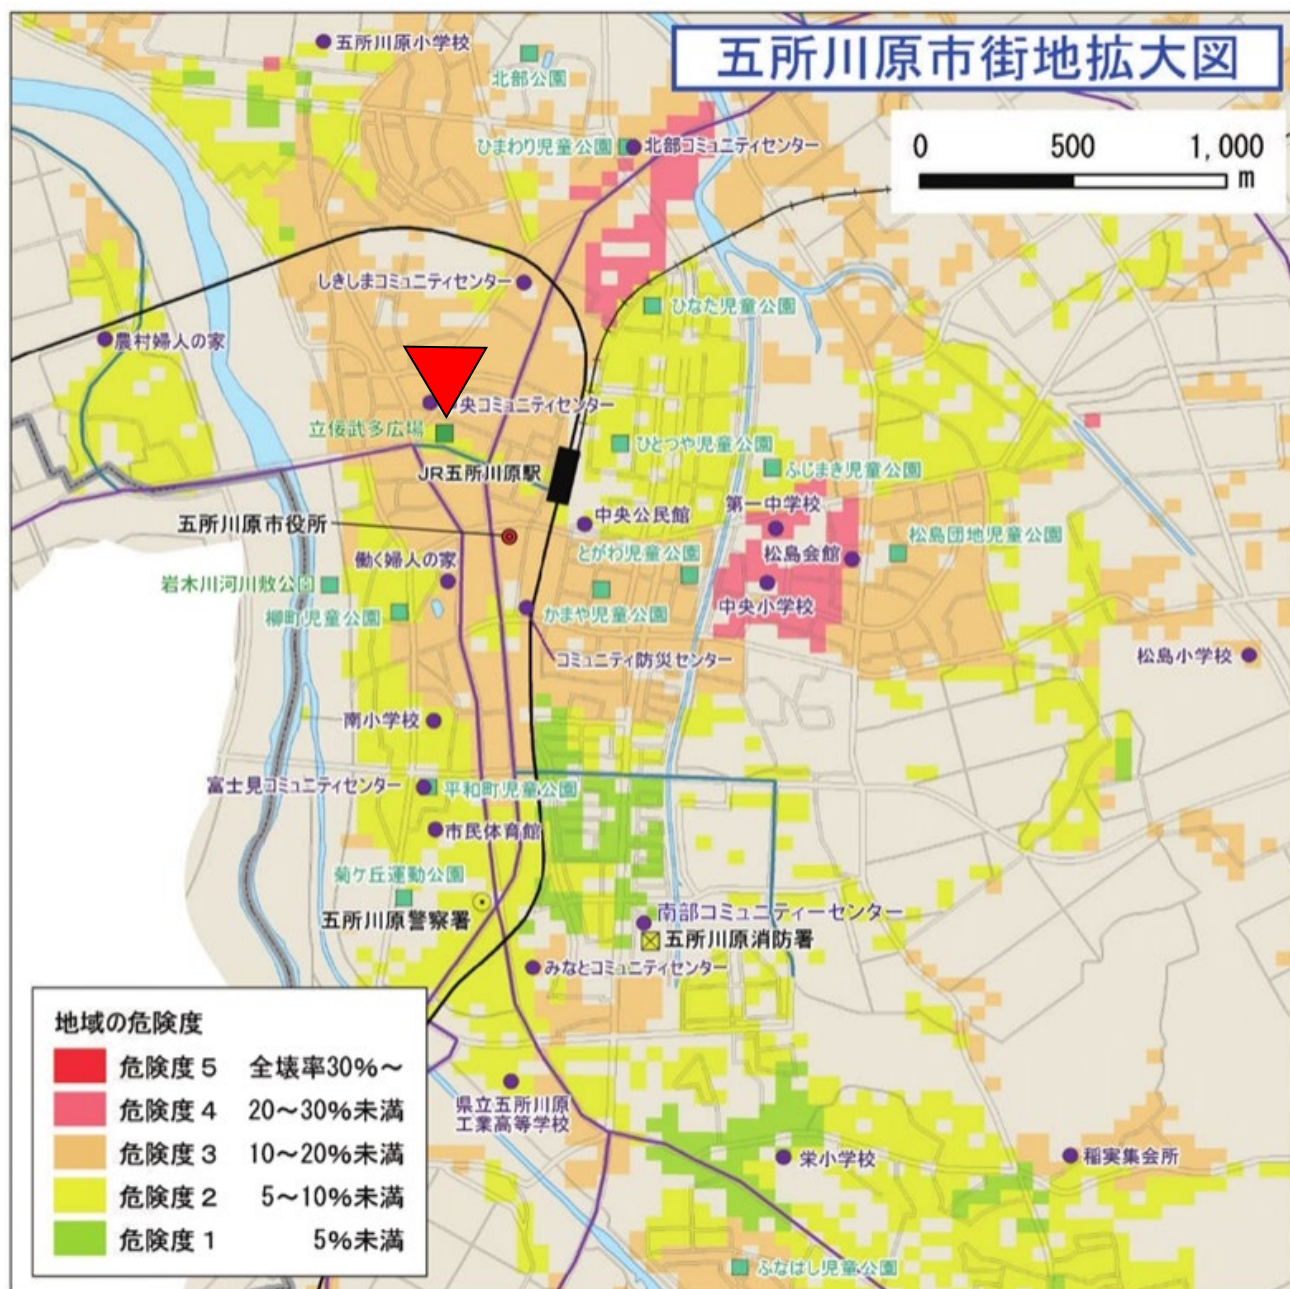 五所川原市街地拡大図
五所川原小学校
北部公園
ひまわり児童公園
北部コミュニティセンター
0 500 1,000
m
しきしまコミュニティセンター
ひなた児童公園
農村婦人の家
央コミュニティセンター
立佞武多広場
ひとつや児童公園
JR五所川原駅
ふじまき児童公園
第一中学校
五所川原市役所
中央公民館
松島団地児童公園
とがわ児童公園
松島会館
働く婦人の家
岩木川河川敷公園
中央小学校
柳町児童公園
かまや児童公園
コミュニティ防災センター
松島小学校
南小学校
富士見コミュニティセンター
平和町児童公園
市民体育館
菊ケ丘運動公園
五所川原警察署
南部コミュニティーセンター
五所川原消防署
みなとコミュニティセンター
県立五所川原
工業高等学校
栄小学校
稲実集会所
ふなはし児童公園
地域の危険度
危険度5 全壊率30%~
危険度4 20~30%未満
危険度3 10~20%未満
危険度2 5~10%未満
危険度1 5%未満